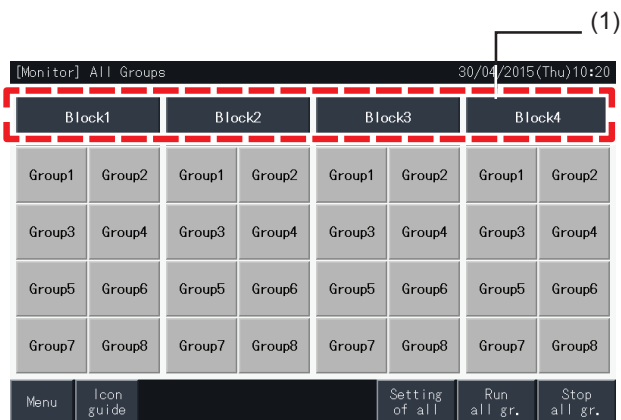 (1)
[Monitor] All Groups 30/04/2015(Thu)10:20
Block1 Block2 Block3 Block4
Group1 Group2 Group1 Group2 Group1 Group2 Group1 Group2
Group3 Group4 Group3 Group4 Group3 Group4 Group3 Group4
Group5 Group6 Group5 Group6 Group5 Group6 Group5 Group6
Group7 Group8 Group7 Group8 Group7 Group8 Group7 Group8
Menu Icon guide Setting of all Run all gr. Stop all gr.